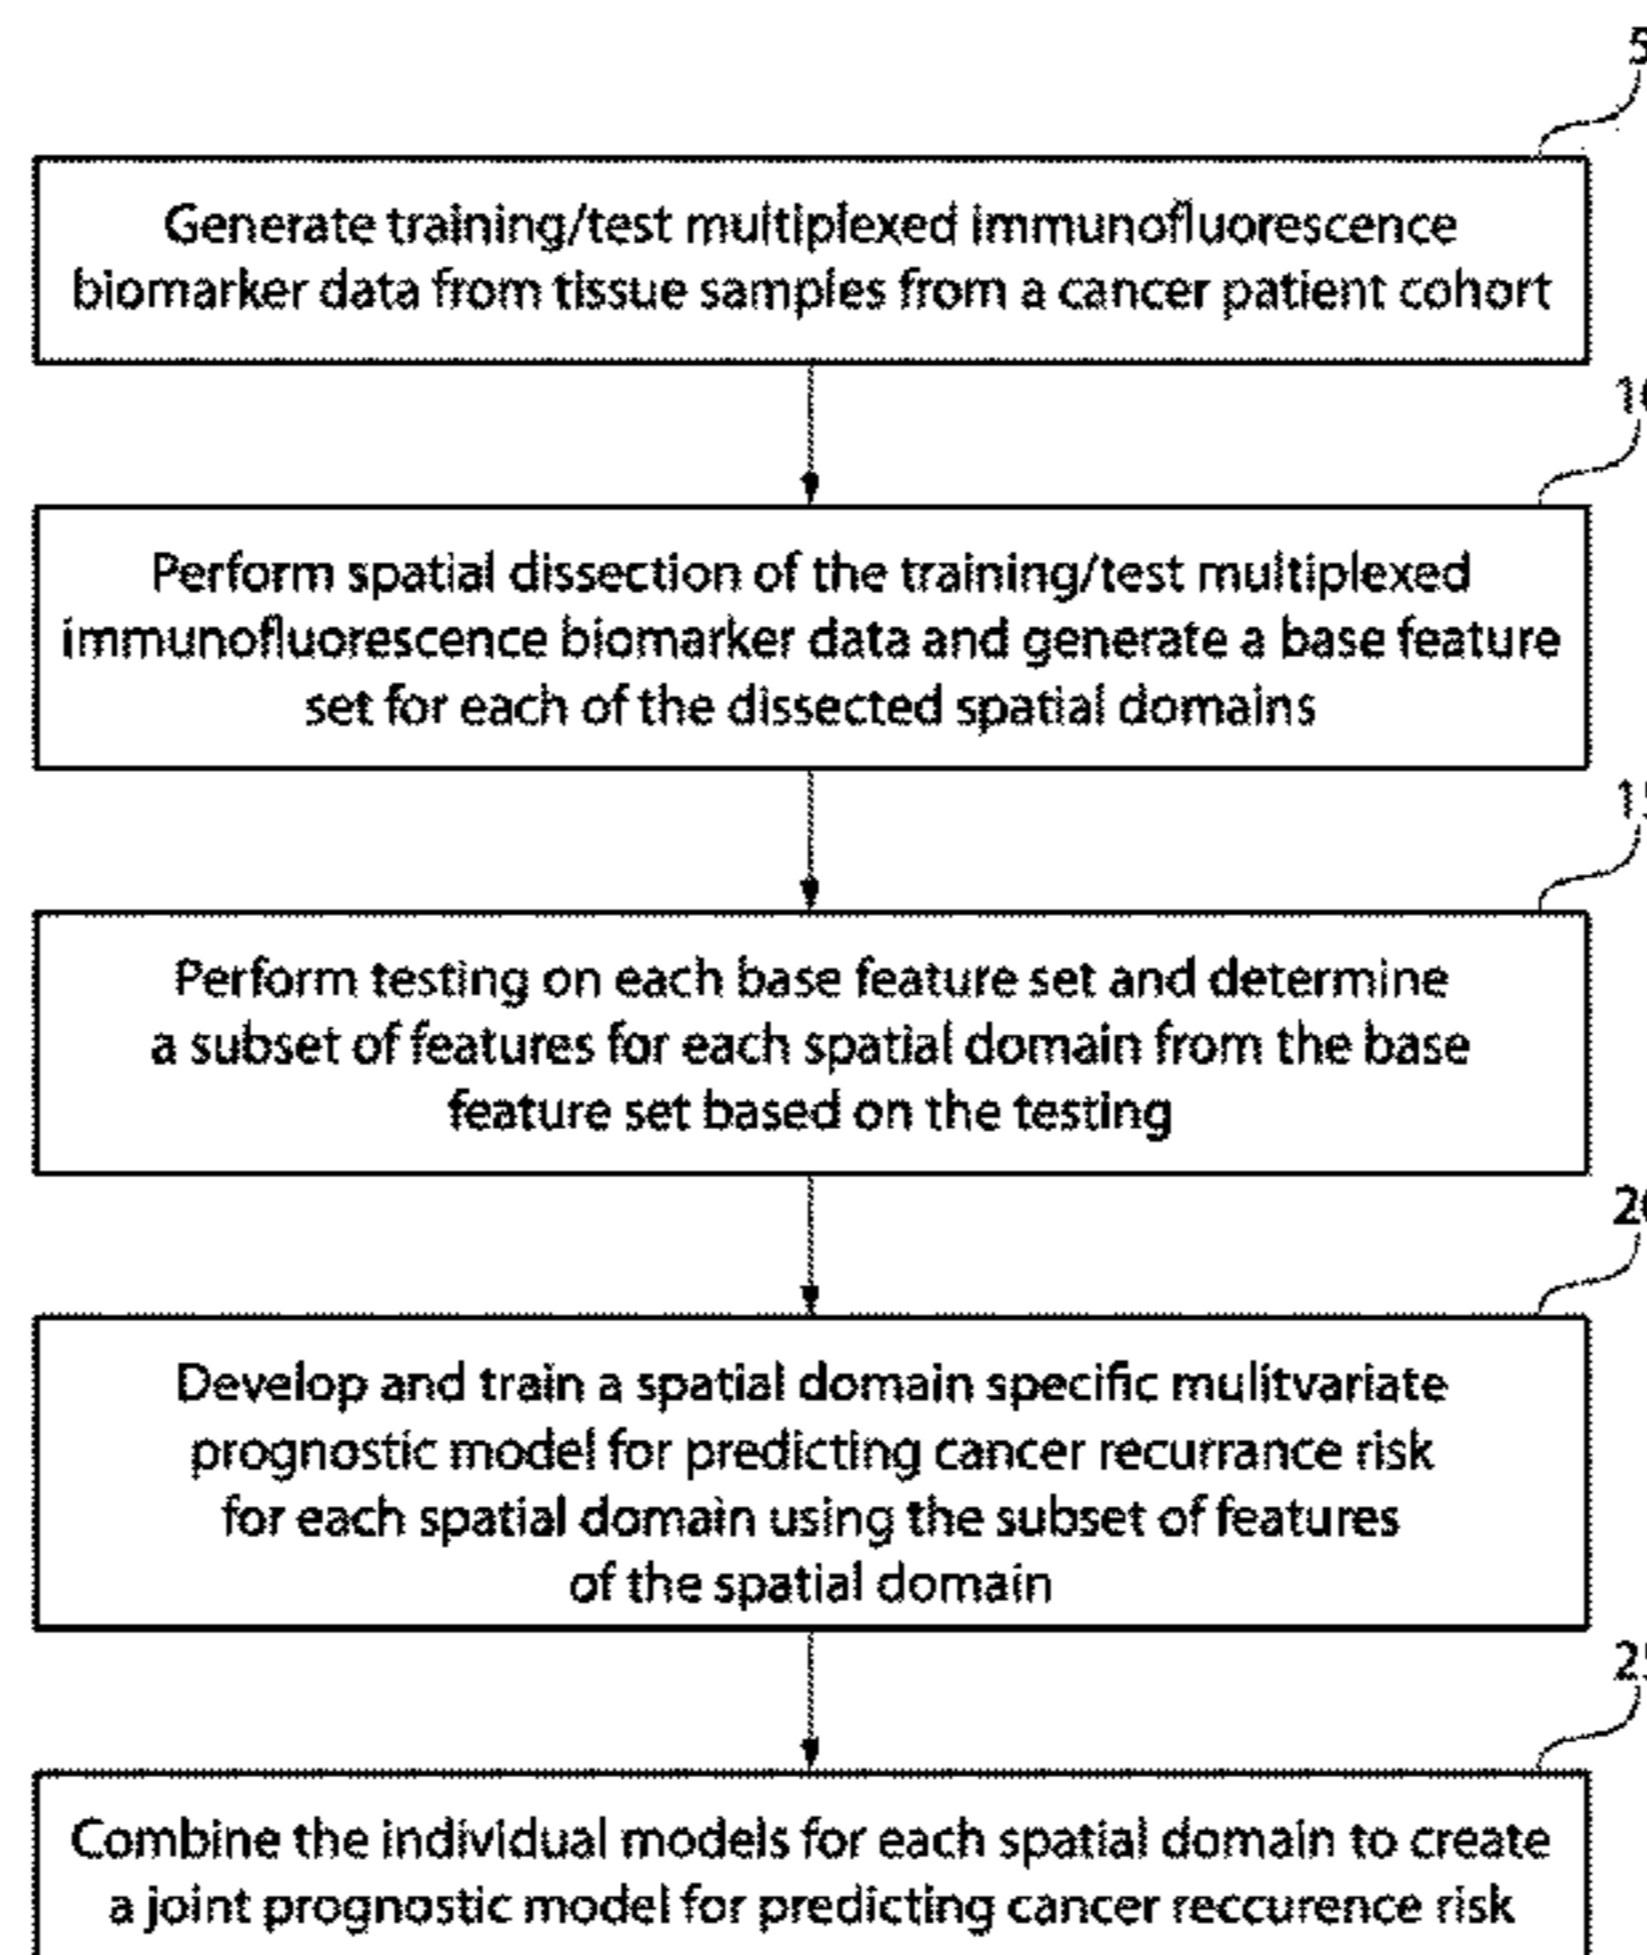 5
Generate training/test multiplexed immunofluorescence
biomarker data from tissue samples from a cancer patient cohort
10
Perform spatial dissection of the training/test multiplexed
immunofluorescence biomarker data and generate a base feature
set for each of the dissected spatial domains
15
Perform testing on each base feature set and determine
a subset of features for each spatial domain from the base
feature set based on the testing
20
Develop and train a spatial domain specific mulitvariate
prognostic model for predicting cancer recurrance risk
for each spatial domain using the subset of features
of the spatial domain
25
Combine the individual models for each spatial domain to create
a joint prognostic model for predicting cancer reccurence risk